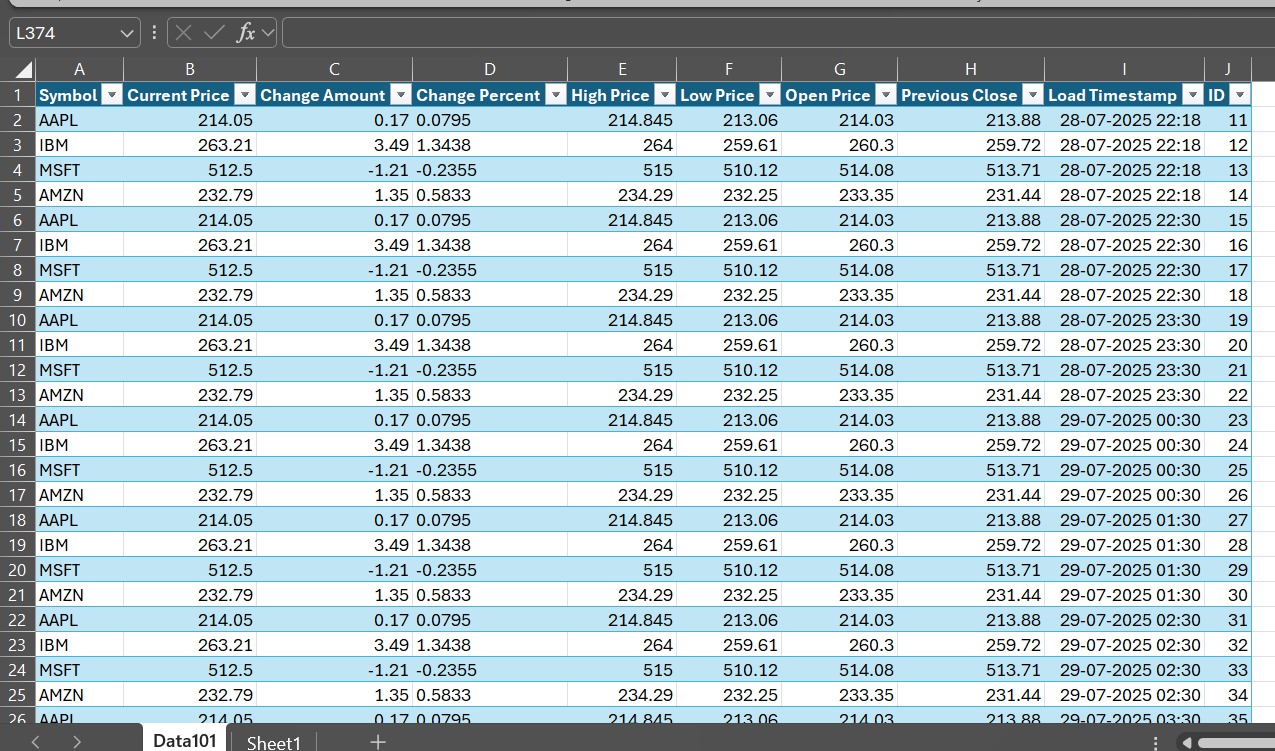 L374 fx
A B C D E F G H I J
1 Symbol Current Price Change Amount Change Percent High Price Low Price Open Price Previous Close Load Timestamp ID
2 AAPL 214.05 0.17 0.0795 214.845 213.06 214.03 213.88 28-07-2025 22:18 11
3 IBM 263.21 3.49 1.3438 264 259.61 260.3 259.72 28-07-2025 22:18 12
4 MSFT 512.5 -1.21 -0.2355 515 510.12 514.08 513.71 28-07-2025 22:18 13
5 AMZN 232.79 1.35 0.5833 234.29 232.25 233.35 231.44 28-07-2025 22:18 14
6 AAPL 214.05 0.17 0.0795 214.845 213.06 214.03 213.88 28-07-2025 22:30 15
7 IBM 263.21 3.49 1.3438 264 259.61 260.3 259.72 28-07-2025 22:30 16
8 MSFT 512.5 -1.21 -0.2355 515 510.12 514.08 513.71 28-07-2025 22:30 17
9 AMZN 232.79 1.35 0.5833 234.29 232.25 233.35 231.44 28-07-2025 22:30 18
10 AAPL 214.05 0.17 0.0795 214.845 213.06 214.03 213.88 28-07-2025 23:30 19
11 IBM 263.21 3.49 1.3438 264 259.61 260.3 259.72 28-07-2025 23:30 20
12 MSFT 512.5 -1.21 -0.2355 515 510.12 514.08 513.71 28-07-2025 23:30 21
13 AMZN 232.79 1.35 0.5833 234.29 232.25 233.35 231.44 28-07-2025 23:30 22
14 AAPL 214.05 0.17 0.0795 214.845 213.06 214.03 213.88 29-07-2025 00:30 23
15 IBM 263.21 3.49 1.3438 264 259.61 260.3 259.72 29-07-2025 00:30 24
16 MSFT 512.5 -1.21 -0.2355 515 510.12 514.08 513.71 29-07-2025 00:30 25
17 AMZN 232.79 1.35 0.5833 234.29 232.25 233.35 231.44 29-07-2025 00:30 26
18 AAPL 214.05 0.17 0.0795 214.845 213.06 214.03 213.88 29-07-2025 01:30 27
19 IBM 263.21 3.49 1.3438 264 259.61 260.3 259.72 29-07-2025 01:30 28
20 MSFT 512.5 -1.21 -0.2355 515 510.12 514.08 513.71 29-07-2025 01:30 29
21 AMZN 232.79 1.35 0.5833 234.29 232.25 233.35 231.44 29-07-2025 01:30 30
22 AAPL 214.05 0.17 0.0795 214.845 213.06 214.03 213.88 29-07-2025 02:30 31
23 IBM 263.21 3.49 1.3438 264 259.61 260.3 259.72 29-07-2025 02:30 32
24 MSFT 512.5 -1.21 -0.2355 515 510.12 514.08 513.71 29-07-2025 02:30 33
25 AMZN 232.79 1.35 0.5833 234.29 232.25 233.35 231.44 29-07-2025 02:30 34
26 AAPL 214.05 0.17 0.0795 214.845 213.06 214.03 213.88 29-07-2025 03:30 35
Data101 Sheet1